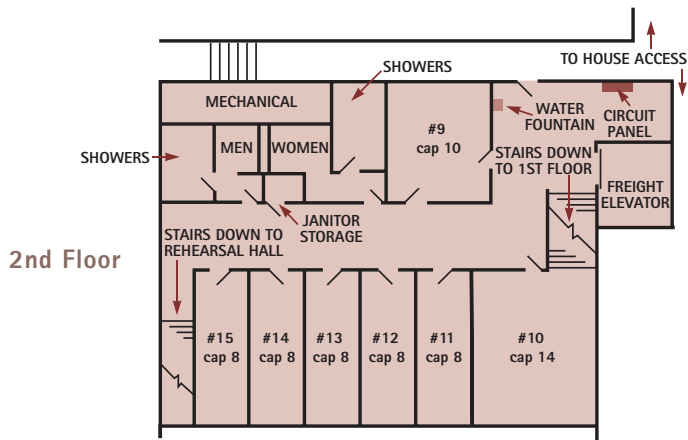 TO HOUSE ACCESS
SHOWERS
MECHANICAL
#9
cap 10
WATER
FOUNTAIN
CIRCUIT
PANEL
MEN
WOMEN
SHOWERS
STAIRS DOWN
TO 1ST FLOOR
FREIGHT
ELEVATOR
JANITOR
STORAGE
STAIRS DOWN TO
REHEARSAL HALL
2nd Floor
#15
cap 8
#14
cap 8
#13
cap 8
#12
cap 8
#11
cap 8
#10
cap 14